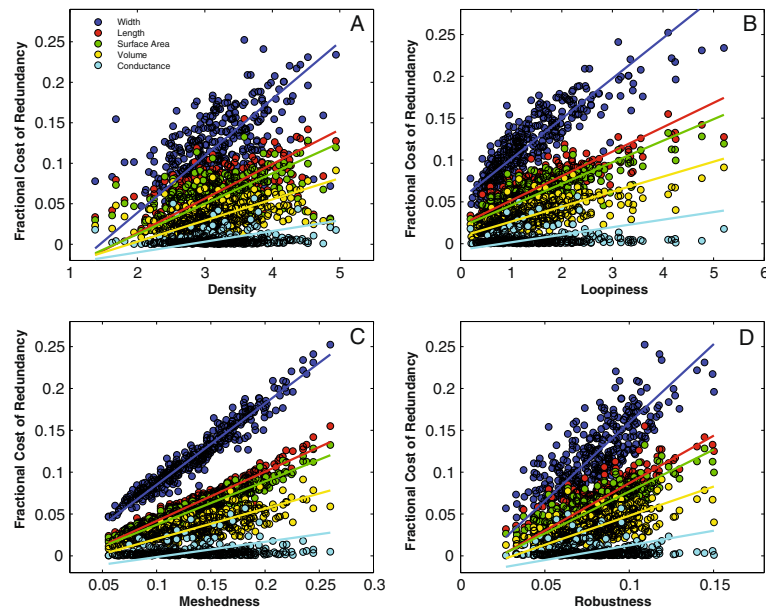 A
Width
Length
Surface Area
Volume
Conductance
Fractional Cost of Redundancy
0.25
0.2
0.15
0.1
0.05
0
1 2 3 4 5
Density
B
Fractional Cost of Redundancy
0.25
0.2
0.15
0.1
0.05
0
0 1 2 3 4 5 6
Loopiness
C
Fractional Cost of Redundancy
0.25
0.2
0.15
0.1
0.05
0
0.05 0.1 0.15 0.2 0.25 0.3
Meshedness
D
Fractional Cost of Redundancy
0.25
0.2
0.15
0.1
0.05
0
0 0.05 0.1 0.15
Robustness